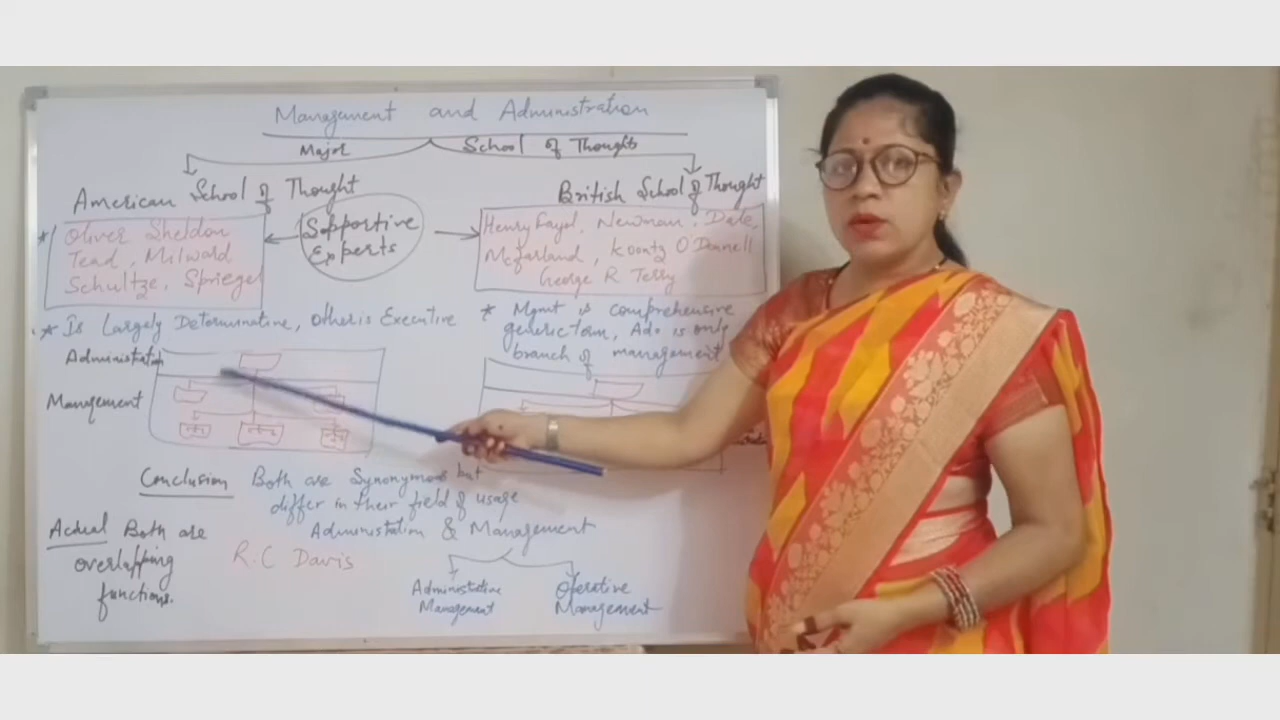 Management and Administration
Major School of Thoughts
American School of Thought
British School of Thought
Supportive
Experts
* Oliver Sheldon
Tead, Milward
Schultze, Spriegel
Henry Fayol, Newman, Dale,
Mcfarland, Koontz O'Donnell
George R Terry
* Is Largely Determinative, Other is Executive
* Mgmt is comprehensive
generic term, Ado is only
branch of management
Administration
Management
Conclusion Both are Synonymous but
differ in their field of usage
Actual Both are
overlapping
functions.
R.C Davis
Administration & Management
Administrative
Management
Operative
Management